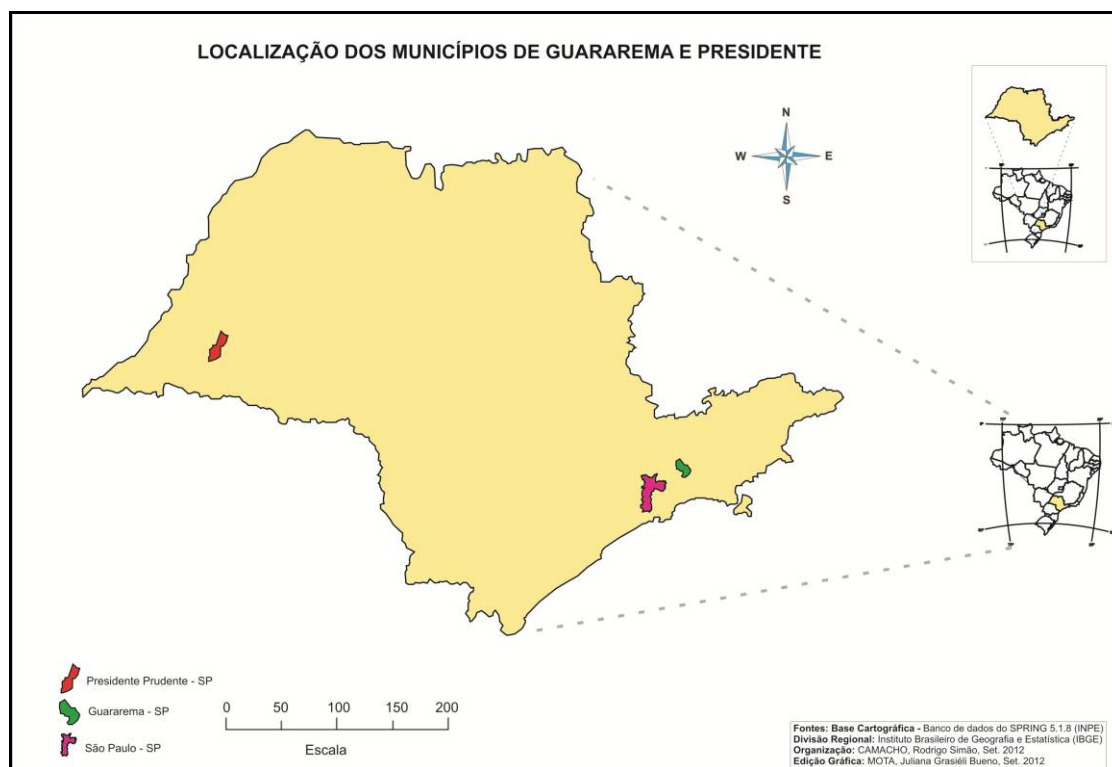 LOCALIZAÇÃO DOS MUNICÍPIOS DE GUARAREMA E PRESIDENTE
N
W
E
S
Presidente Prudente - SP
Guararema - SP
São Paulo - SP
0 50 100 150 200
Escala
Fontes: Base Cartográfica - Banco de dados do SPRING 5.1.8 (INPE)
Divisão Regional: Instituto Brasileiro de Geografia e Estatística (IBGE)
Organização: CAMACHO, Rodrigo Simão, Set. 2012
Edição Gráfica: MOTA, Juliana Grasiéli Bueno, Set. 2012